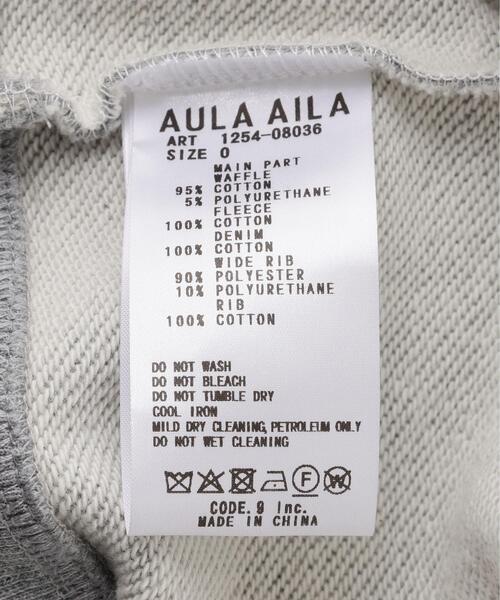 AULA AILA
ART 1254-08036
SIZE 0
MAIN PART
WAFFLE
95% COTTON
5% POLYURETHANE
FLEECE
100% COTTON
DENIM
100% COTTON
WIDE RIB
90% POLYESTER
10% POLYURETHANE
RIB
100% COTTON
DO NOT WASH
DO NOT BLEACH
DO NOT TUMBLE DRY
COOL IRON
MILD DRY CLEANING, PETROLEUM ONLY
DO NOT WET CLEANING
F W
CODE. 9 Inc.
MADE IN CHINA